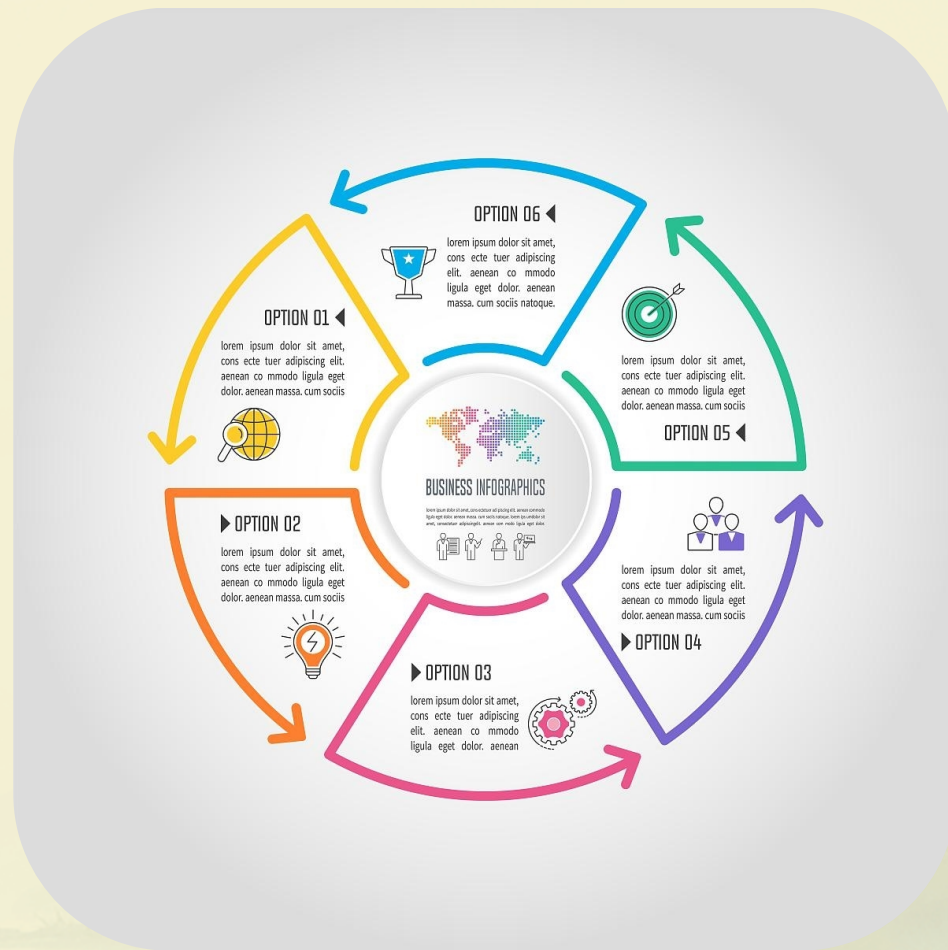 OPTION 06
lorem ipsum dolor sit amet,
cons ecte tuer adipiscing
elit. aenean co mmodo
ligula eget dolor. aenean
massa. cum sociis natoque.
OPTION 01
lorem ipsum dolor sit amet,
cons ecte tuer adipiscing elit.
aenean co mmodo ligula eget
dolor. aenean massa. cum sociis
OPTION 02
lorem ipsum dolor sit amet,
cons ecte tuer adipiscing elit.
aenean co mmodo ligula eget
dolor. aenean massa. cum sociis
OPTION 03
lorem ipsum dolor sit amet,
cons ecte tuer adipiscing
elit. aenean co mmodo
ligula eget dolor. aenean
lorem ipsum dolor sit amet,
cons ecte tuer adipiscing elit.
aenean co mmodo ligula eget
dolor. aenean massa. cum sociis
OPTION 04
lorem ipsum dolor sit amet,
cons ecte tuer adipiscing elit.
aenean co mmodo ligula eget
dolor. aenean massa. cum sociis
OPTION 05
BUSINESS INFOGRAPHICS